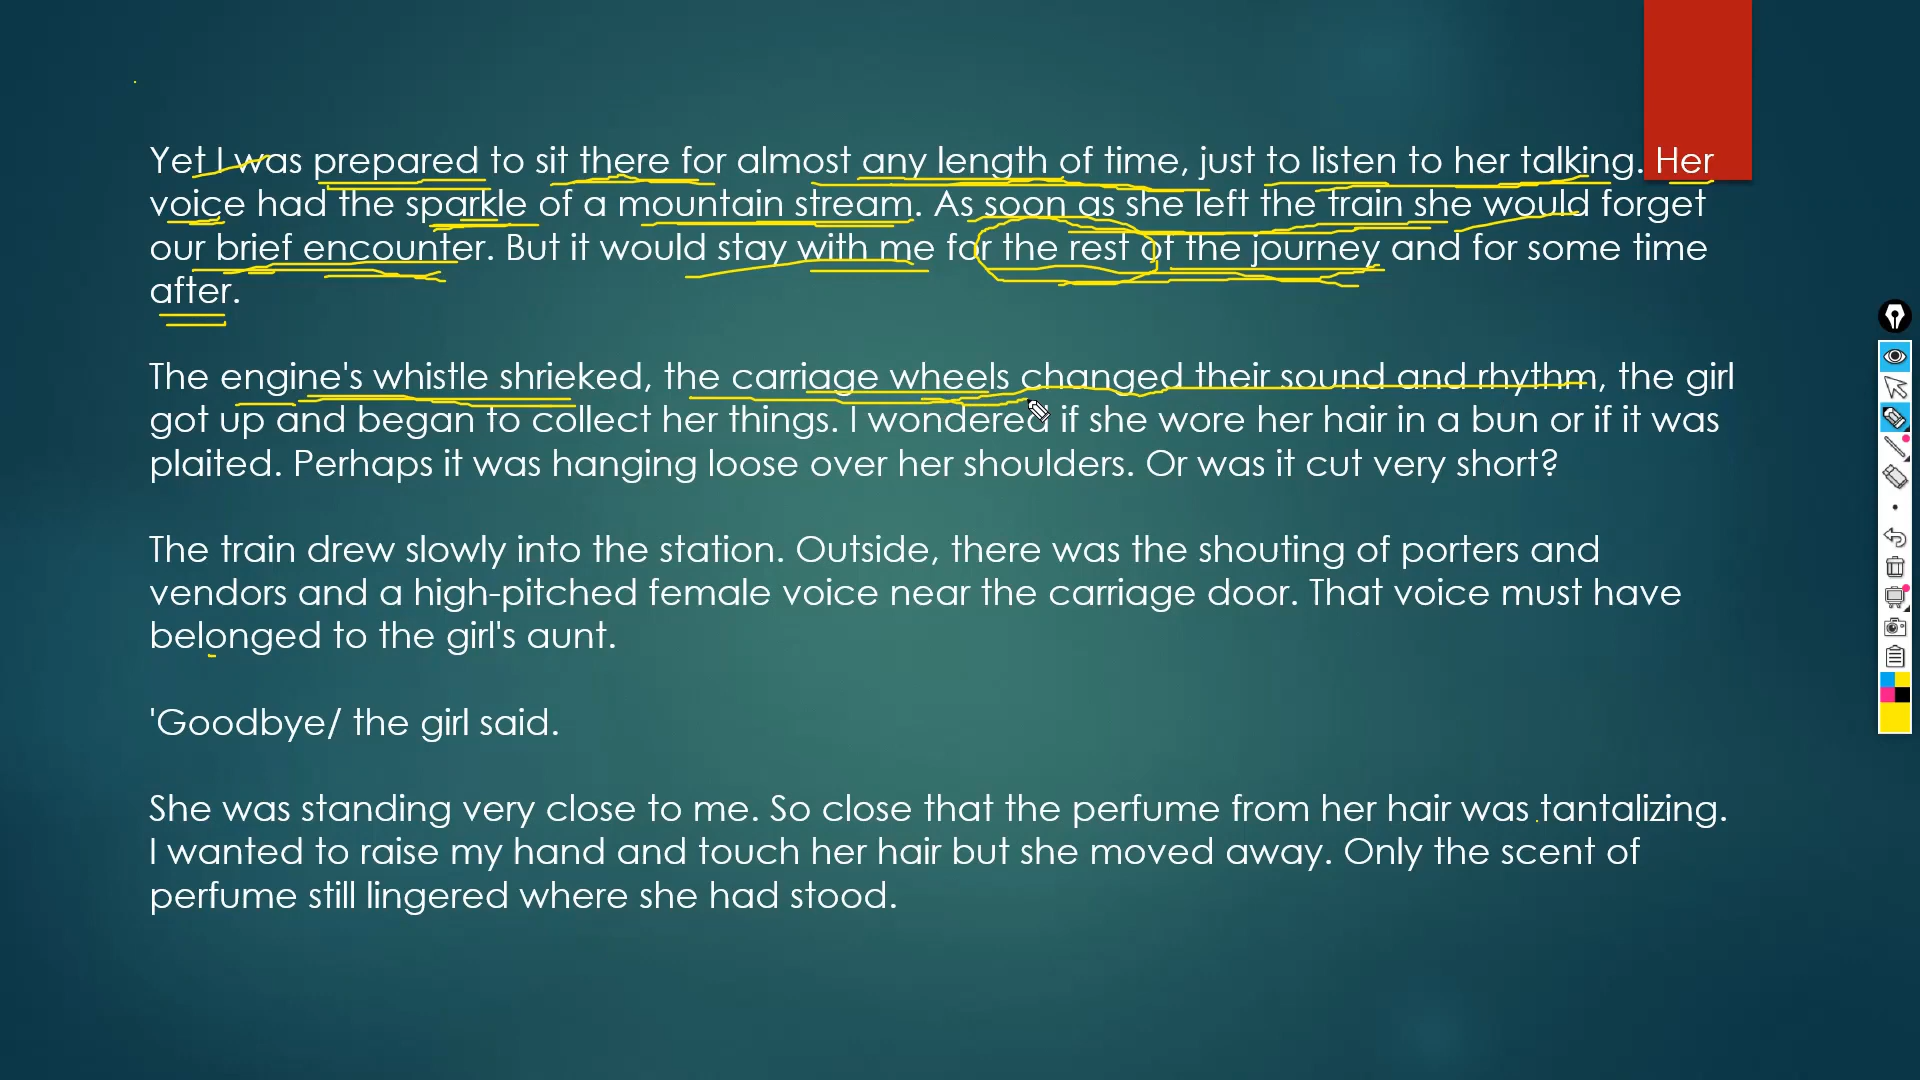 Yet I was prepared to sit there for almost any length of time, just to listen to her talking. Her
voice had the sparkle of a mountain stream. As soon as she left the train she would forget
our brief encounter. But it would stay with me for the rest of the journey and for some time
after.
The engine's whistle shrieked, the carriage wheels changed their sound and rhythm, the girl
got up and began to collect her things. I wondered if she wore her hair in a bun or if it was
plaited. Perhaps it was hanging loose over her shoulders. Or was it cut very short?
The train drew slowly into the station. Outside, there was the shouting of porters and
vendors and a high-pitched female voice near the carriage door. That voice must have
belonged to the girl's aunt.
'Goodbye/ the girl said.
She was standing very close to me. So close that the perfume from her hair was tantalizing.
I wanted to raise my hand and touch her hair but she moved away. Only the scent of
perfume still lingered where she had stood.